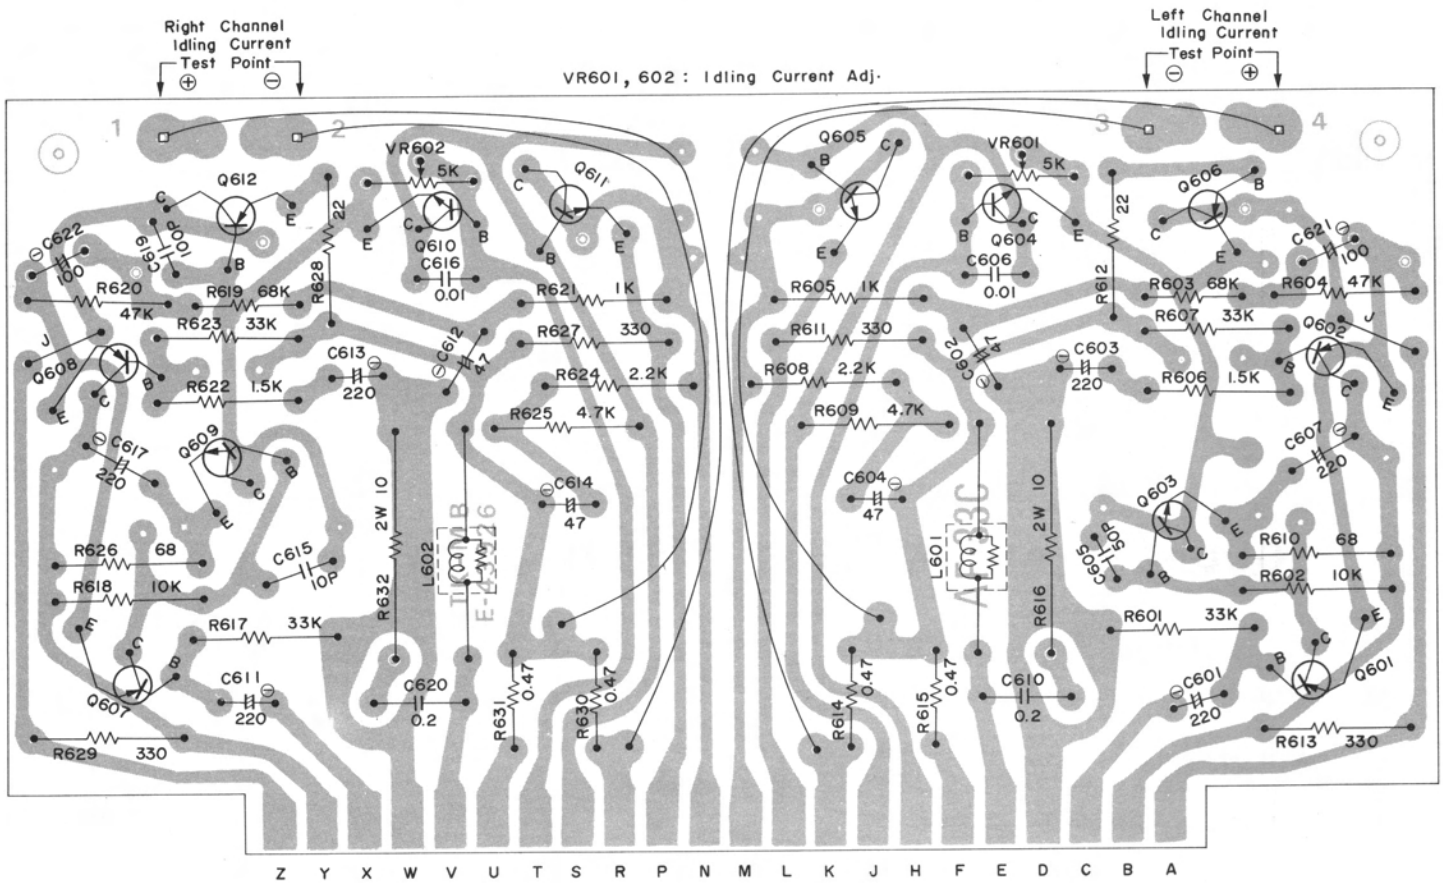 Right Channel
Idling Current
Test Point
⊕ ⊖
Left Channel
Idling Current
Test Point
⊖ ⊕
VR601, 602 : Idling Current Adj.
1 2 3 4
VR602 5K
Q605 B C E
VR601 5K
C Q612 E B
22
E C Q610 B
C Q611 B E
B C Q604 E
22
C Q606 B E
⊖ C622 100
C619 10P
C616 0.01
C606 0.01
C621 ⊖ 100
R620 47K
R619 68K
R628
R621 1K
R605 1K
R612
R603 68K
R604 47K
R623 33K
R627 330
R611 330
R607 33K
J
Q608 B C E
C613 ⊖ 220
C612 ⊖ 47
C602 47 ⊖
C603 ⊖ 220
Q602 B C E
J
R622 1.5K
R624 2.2K
R608 2.2K
R606 1.5K
R625 4.7K
R609 4.7K
⊖ C617 220
Q609 B C E
C614 ⊖ 47
C604 ⊖ 47
C607 ⊖ 220
2W 10
R632
L602
E-43326
L601
2W 10
R616
Q603 E C B
C605 50P
R626 68
C615 10P
R610 68
R618 10K
R602 10K
R617 33K
R601 33K
E C B Q607
C611 ⊖ 220
C620 0.2
R631 0.47
R630 0.47
R614 0.47
R615 0.47
C610 0.2
⊖ C601 220
B C E Q601
R629 330
R613 330
Z Y X W V U T S R P N M L K J H F E D C B A